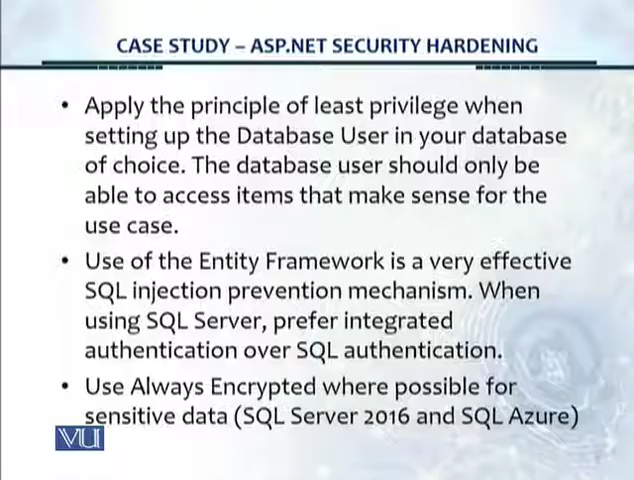 CASE STUDY – ASP.NET SECURITY HARDENING
• Apply the principle of least privilege when
setting up the Database User in your database
of choice. The database user should only be
able to access items that make sense for the
use case.
• Use of the Entity Framework is a very effective
SQL injection prevention mechanism. When
using SQL Server, prefer integrated
authentication over SQL authentication.
• Use Always Encrypted where possible for
sensitive data (SQL Server 2016 and SQL Azure)
VU